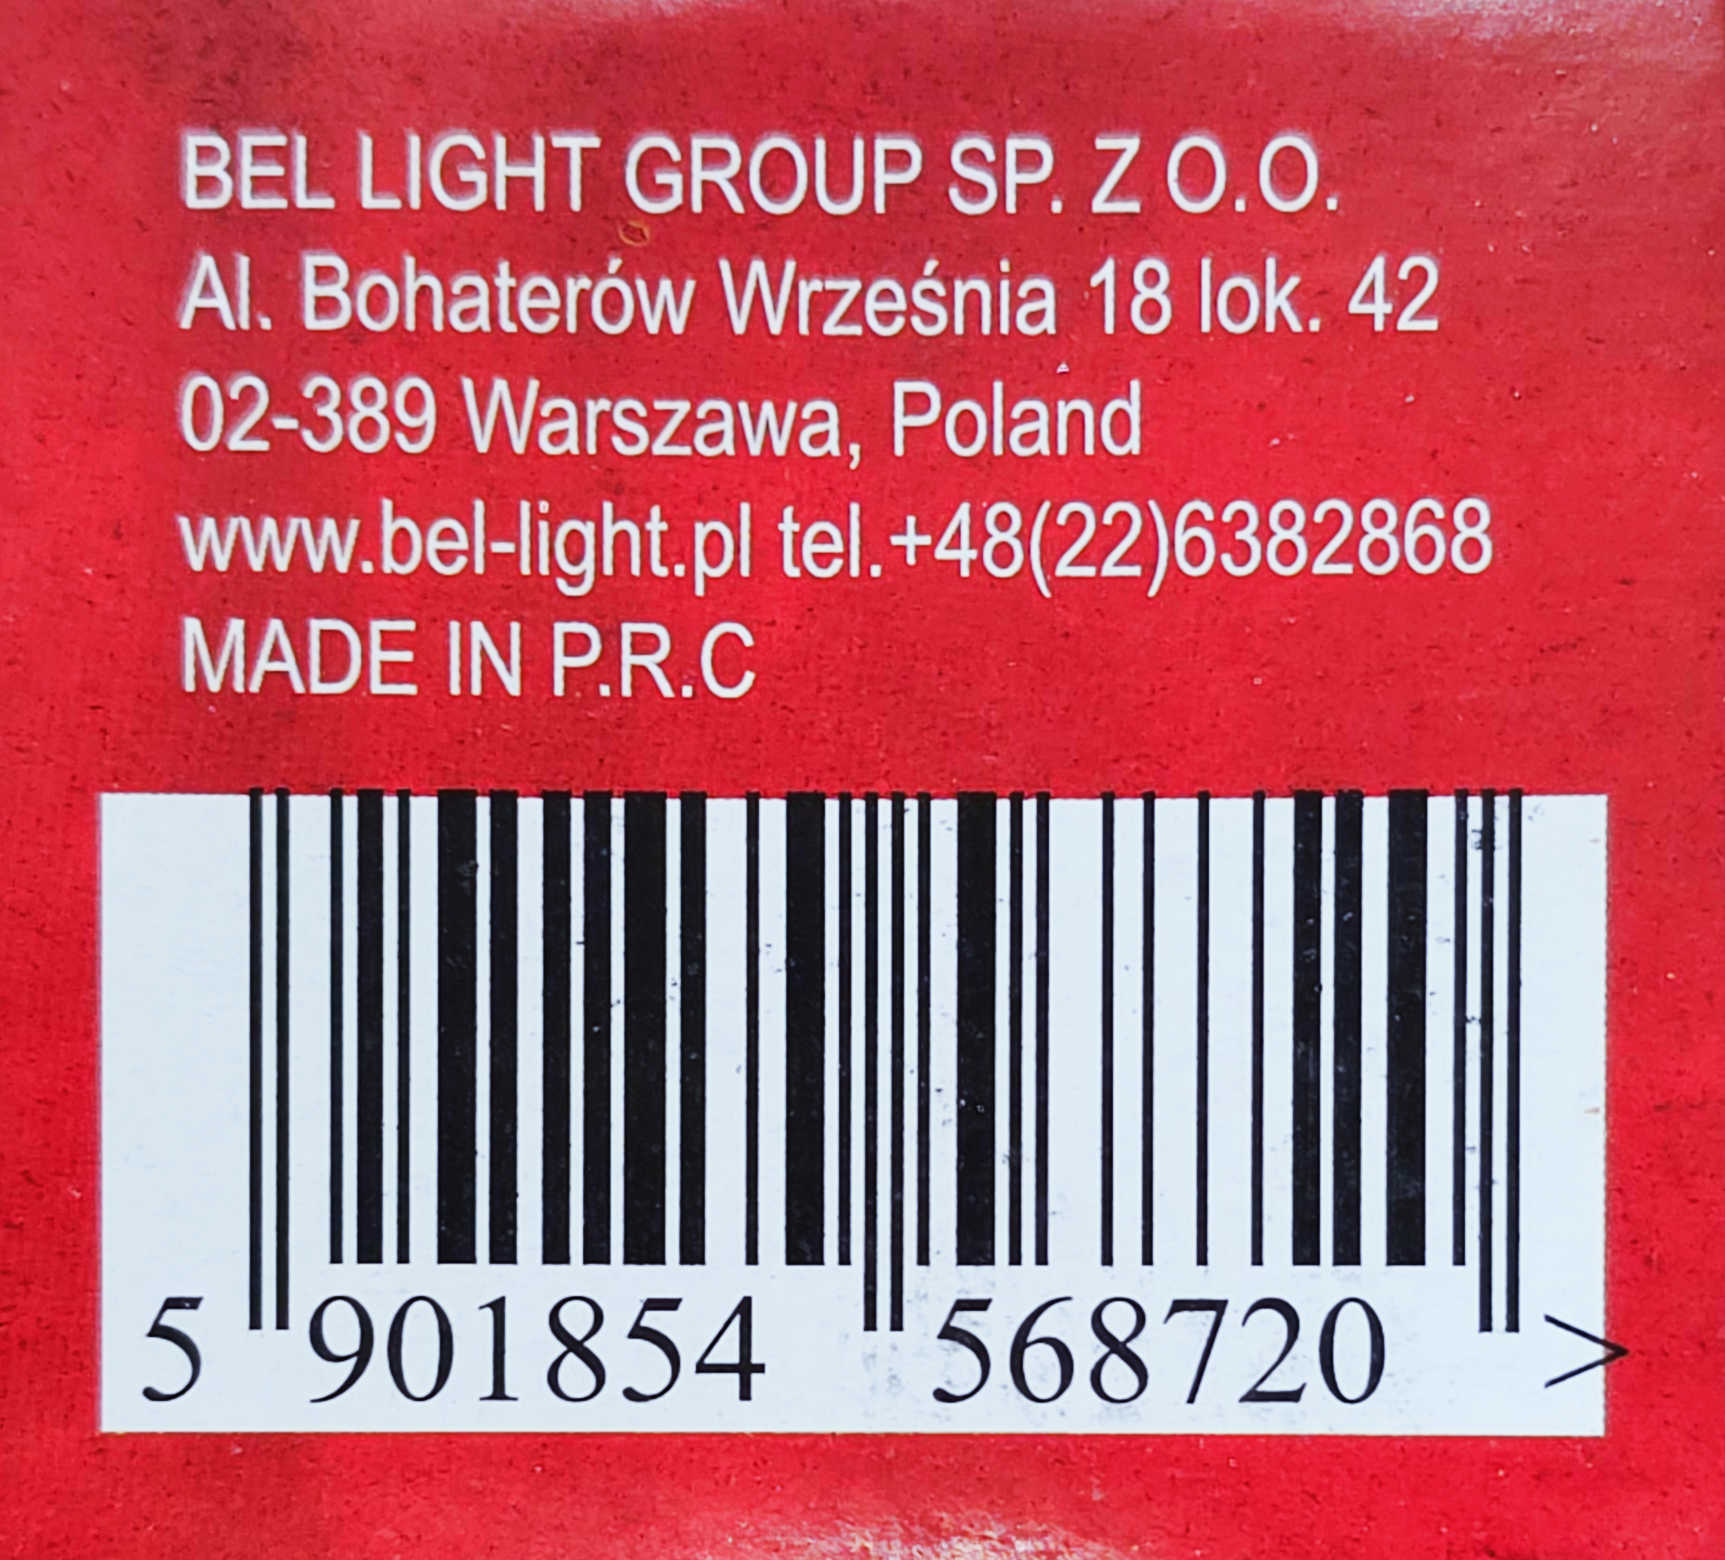 BEL LIGHT GROUP SP. Z O.O.
Al. Bohaterów Września 18 lok. 42
02-389 Warszawa, Poland
www.bel-light.pl tel.+48(22)6382868
MADE IN P.R.C
5 901854 568720 >